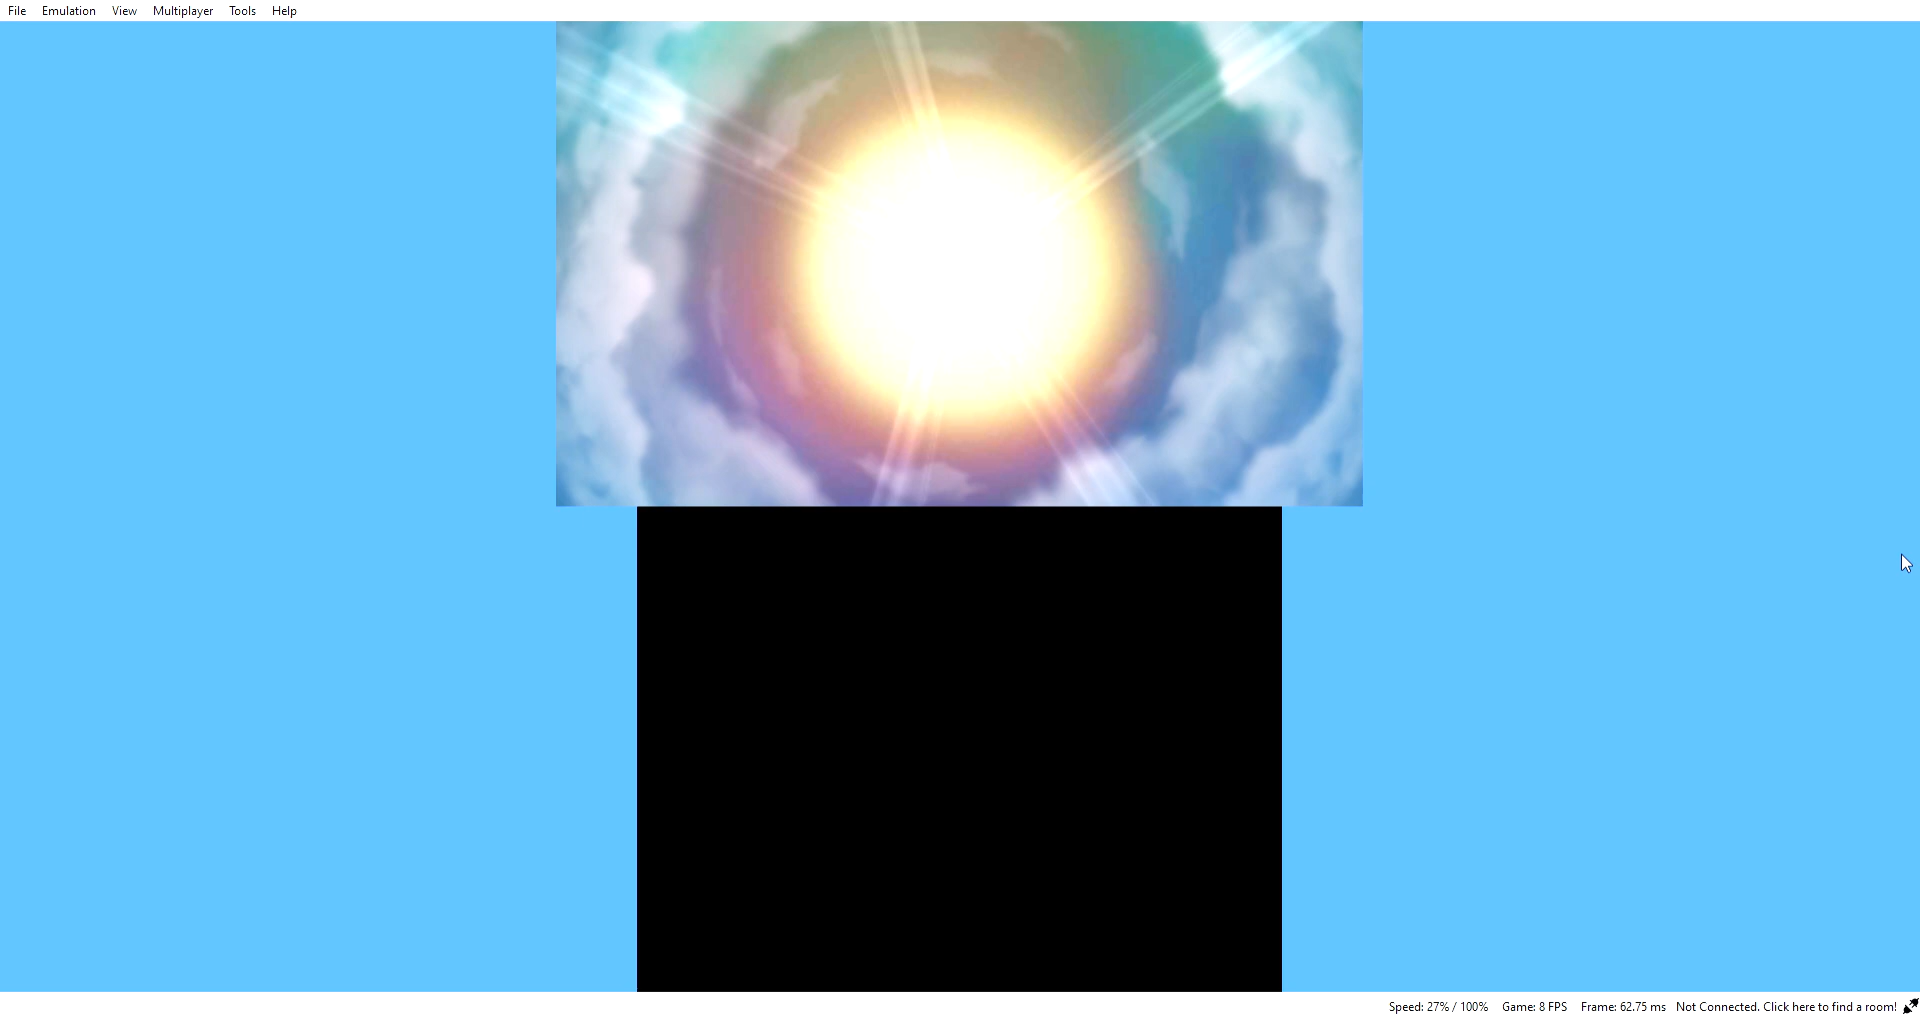 File Emulation View Multiplayer Tools Help
Speed: 27% / 100% Game: 8 FPS Frame: 62.75 ms Not Connected. Click here to find a room!